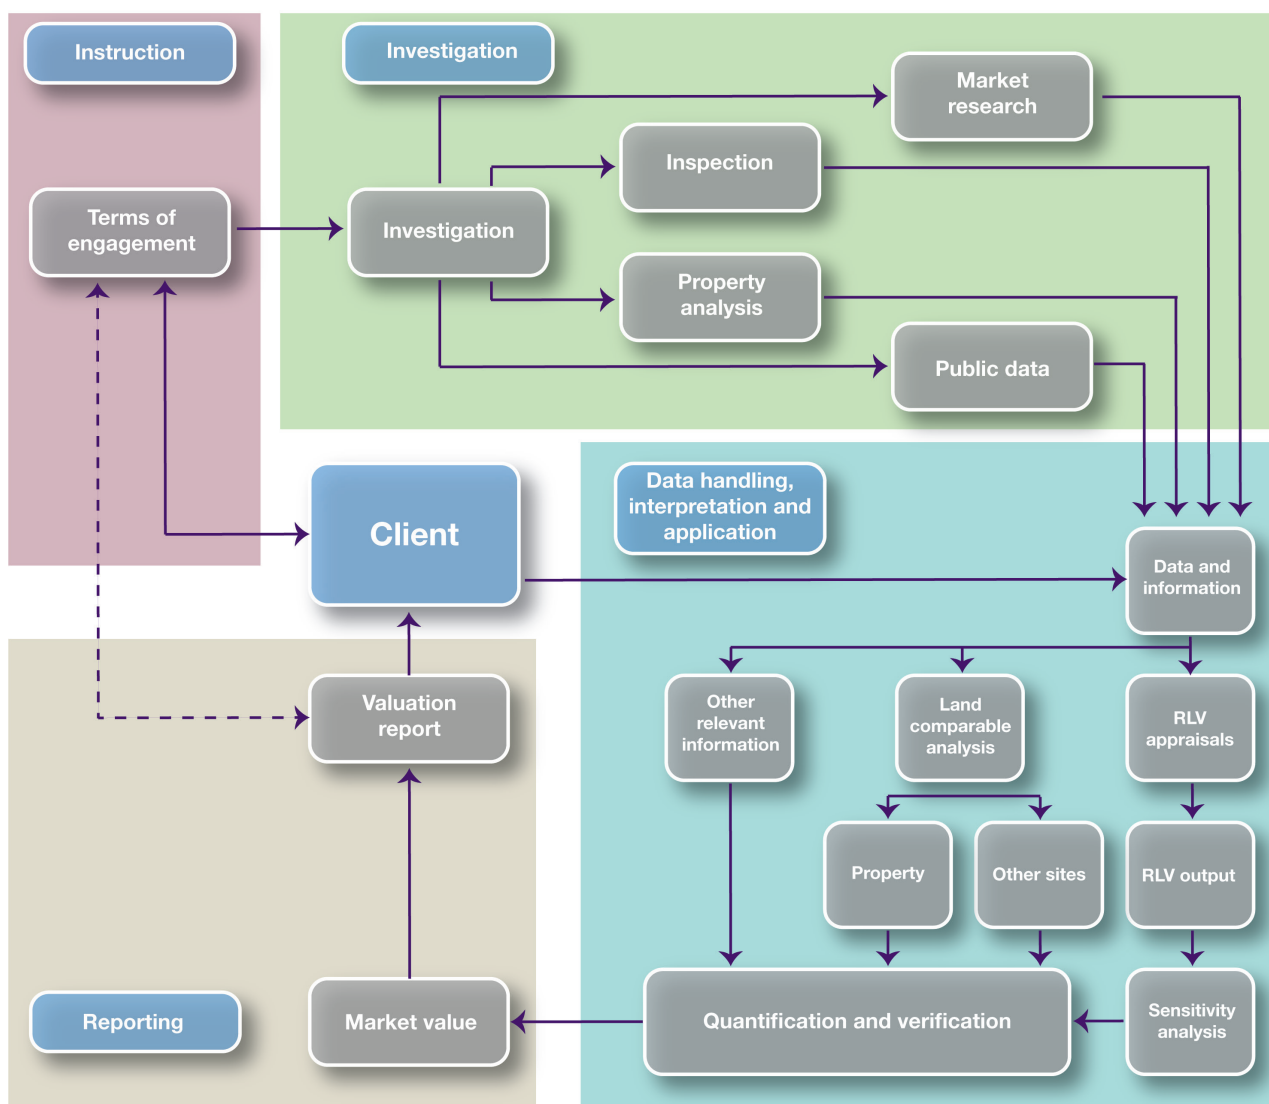 Instruction
Investigation
Market
research
Inspection
Terms of
engagement
Investigation
Property
analysis
Public data
Client
Data handling,
interpretation and
application
Data and
information
Valuation
report
Other
relevant
information
Land
comparable
analysis
RLV
appraisals
Property
Other sites
RLV output
Reporting
Market value
Quantification and verification
Sensitivity
analysis